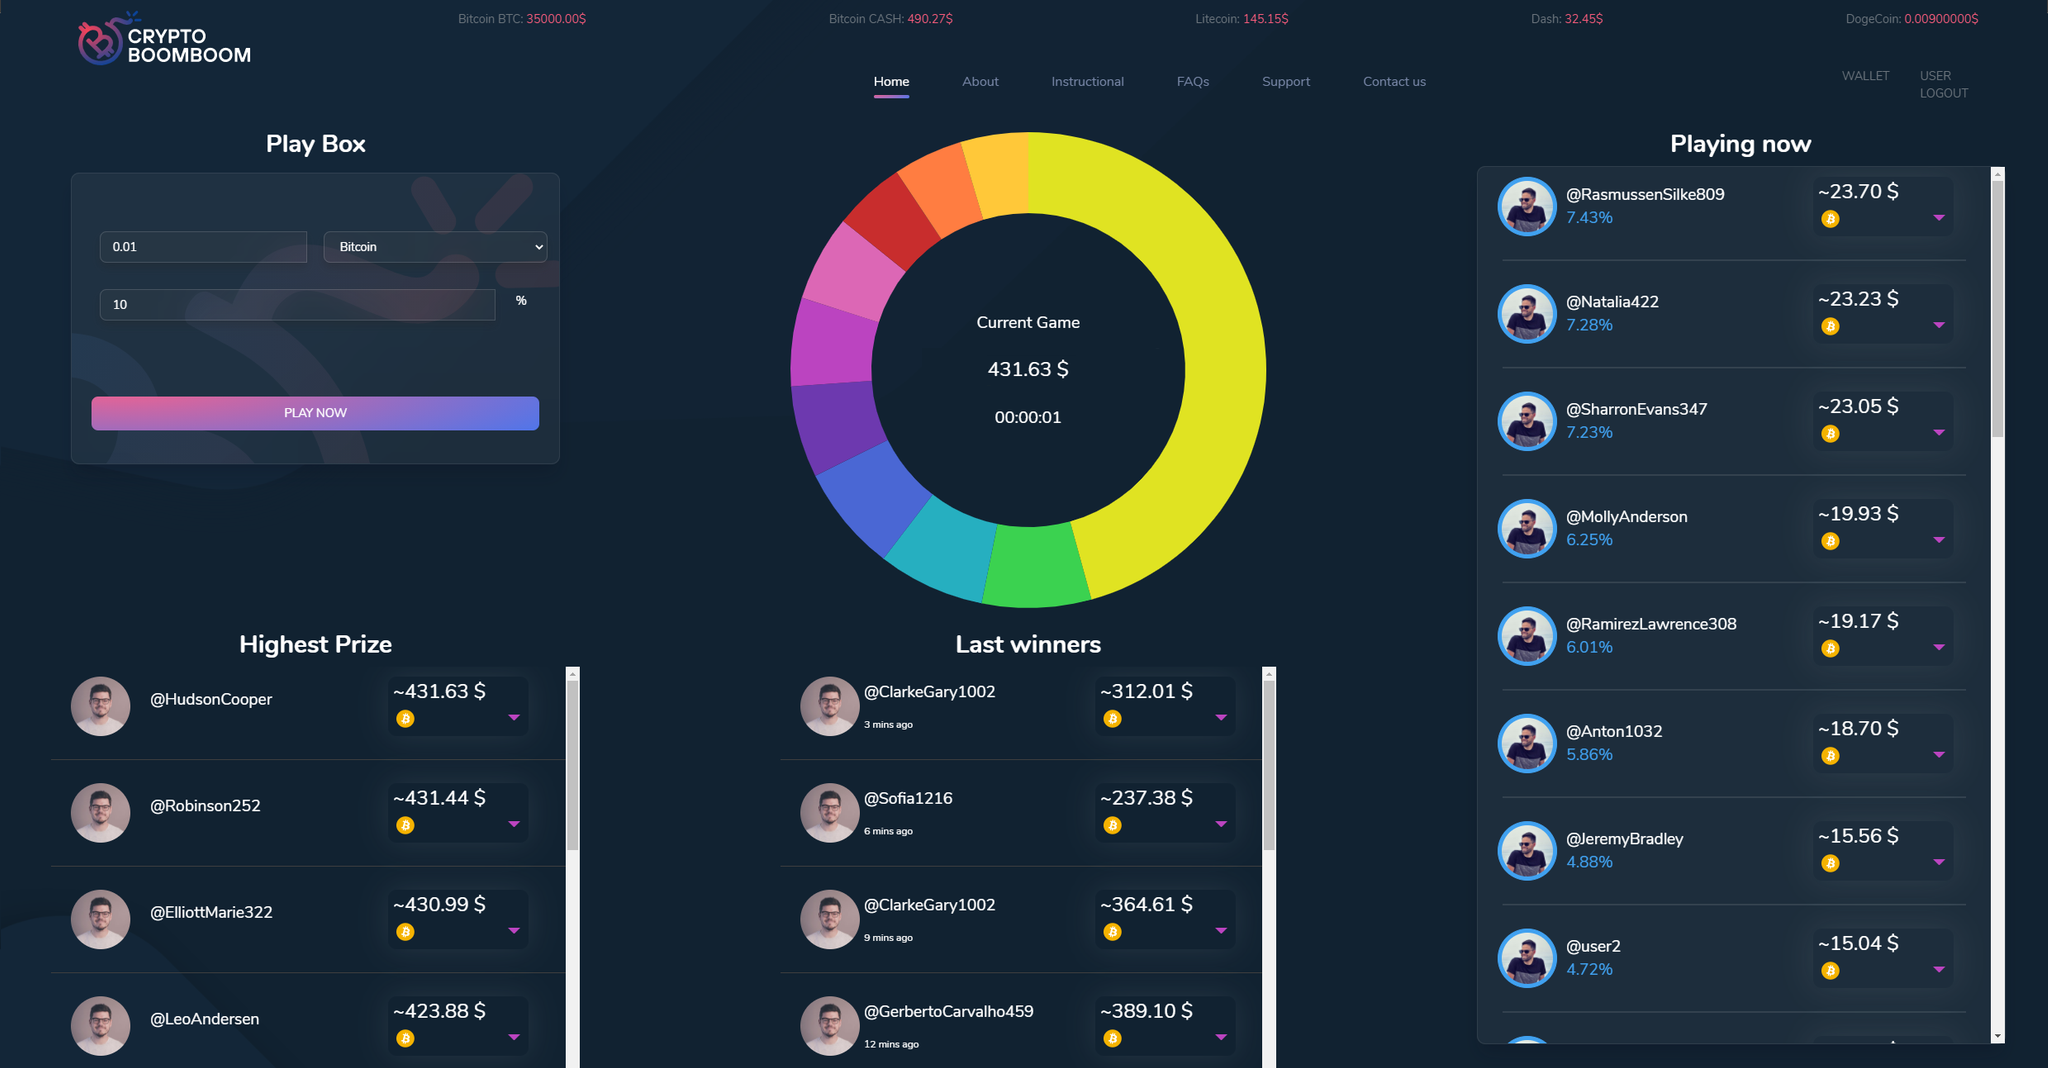 CRYPTO
BOOMBOOM
Bitcoin BTC: 35000.00$
Bitcoin CASH: 490.27$
Litecoin: 145.15$
Dash: 32.45$
DogeCoin: 0.00900000$
Home
About
Instructional
FAQs
Support
Contact us
WALLET
USER
LOGOUT
Play Box
0.01
Bitcoin
10
%
PLAY NOW
Current Game
431.63 $
00:00:01
Playing now
@RasmussenSilke809
7.43%
~23.70 $
@Natalia422
7.28%
~23.23 $
@SharronEvans347
7.23%
~23.05 $
@MollyAnderson
6.25%
~19.93 $
@RamirezLawrence308
6.01%
~19.17 $
@Anton1032
5.86%
~18.70 $
@JeremyBradley
4.88%
~15.56 $
@user2
4.72%
~15.04 $
Highest Prize
@HudsonCooper
~431.63 $
@Robinson252
~431.44 $
@ElliottMarie322
~430.99 $
@LeoAndersen
~423.88 $
Last winners
@ClarkeGary1002
3 mins ago
~312.01 $
@Sofia1216
6 mins ago
~237.38 $
@ClarkeGary1002
9 mins ago
~364.61 $
@GerbertoCarvalho459
12 mins ago
~389.10 $